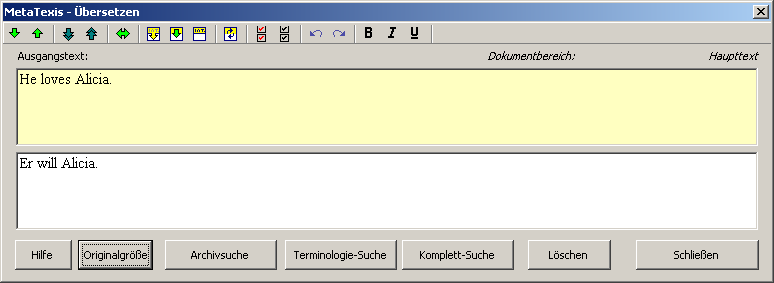 MetaTexis - Übersetzen
B I U
Ausgangstext: Dokumentbereich: Haupttext
He loves Alicia.
Er will Alicia.
Hilfe Originalgröße Archivsuche Terminologie-Suche Komplett-Suche Löschen Schließen